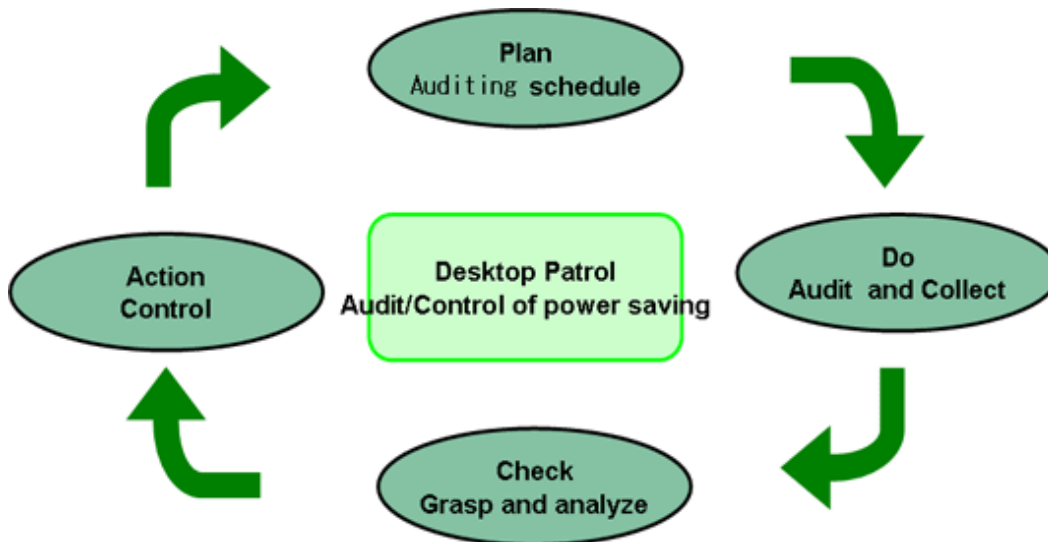 Plan
Auditing schedule
Do
Audit and Collect
Desktop Patrol
Audit/Control of power saving
Action
Control
Check
Grasp and analyze